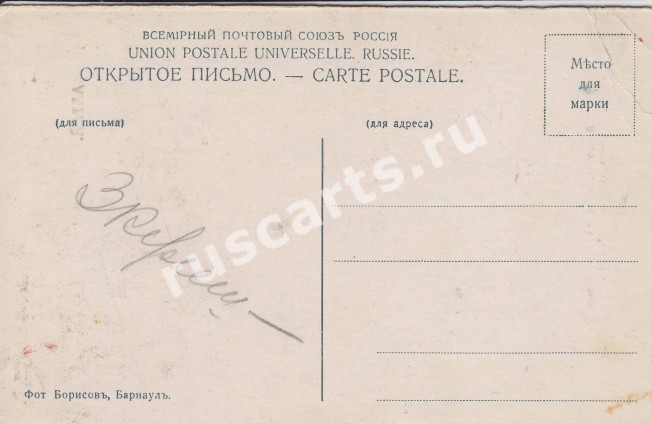 ВСЕМІРНЫЙ ПОЧТОВЫЙ СОЮЗЪ РОССІЯ
UNION POSTALE UNIVERSELLE. RUSSIE.
ОТКРЫТОЕ ПИСЬМО. — CARTE POSTALE.
Мѣсто
для
марки
(для письма)
(для адреса)
ruscarts.ru
Фот Борисовъ, Барнаулъ.